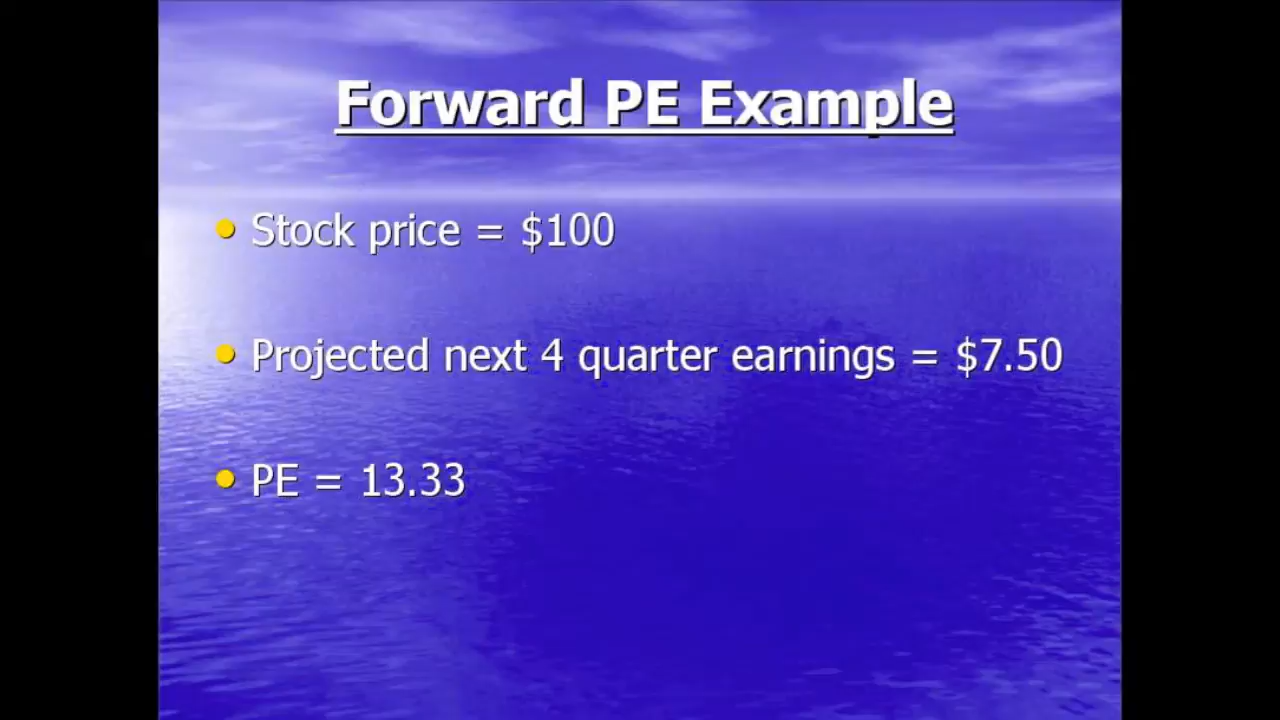 Forward PE Example
• Stock price = $100
• Projected next 4 quarter earnings = $7.50
• PE = 13.33